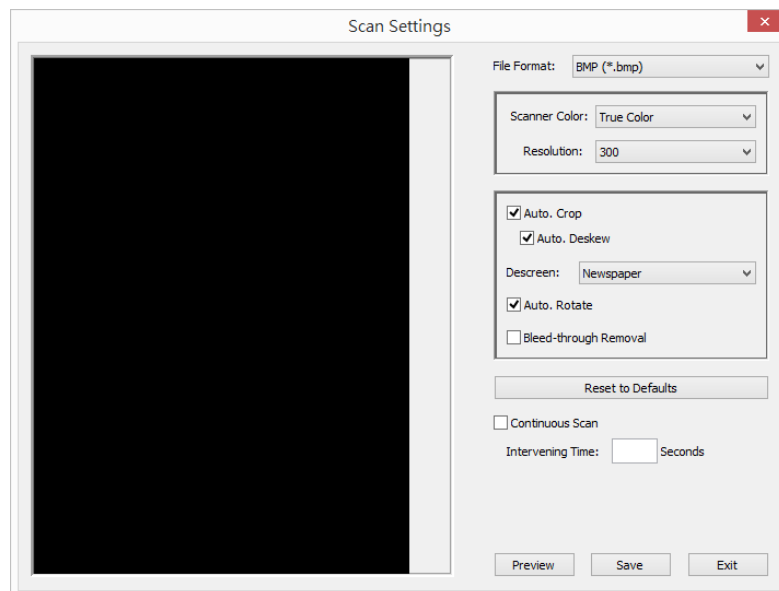 Scan Settings
File Format: BMP (*.bmp)
Scanner Color: True Color
Resolution: 300
Auto. Crop
Auto. Deskew
Descreen: Newspaper
Auto. Rotate
Bleed-through Removal
Reset to Defaults
Continuous Scan
Intervening Time: Seconds
Preview Save Exit